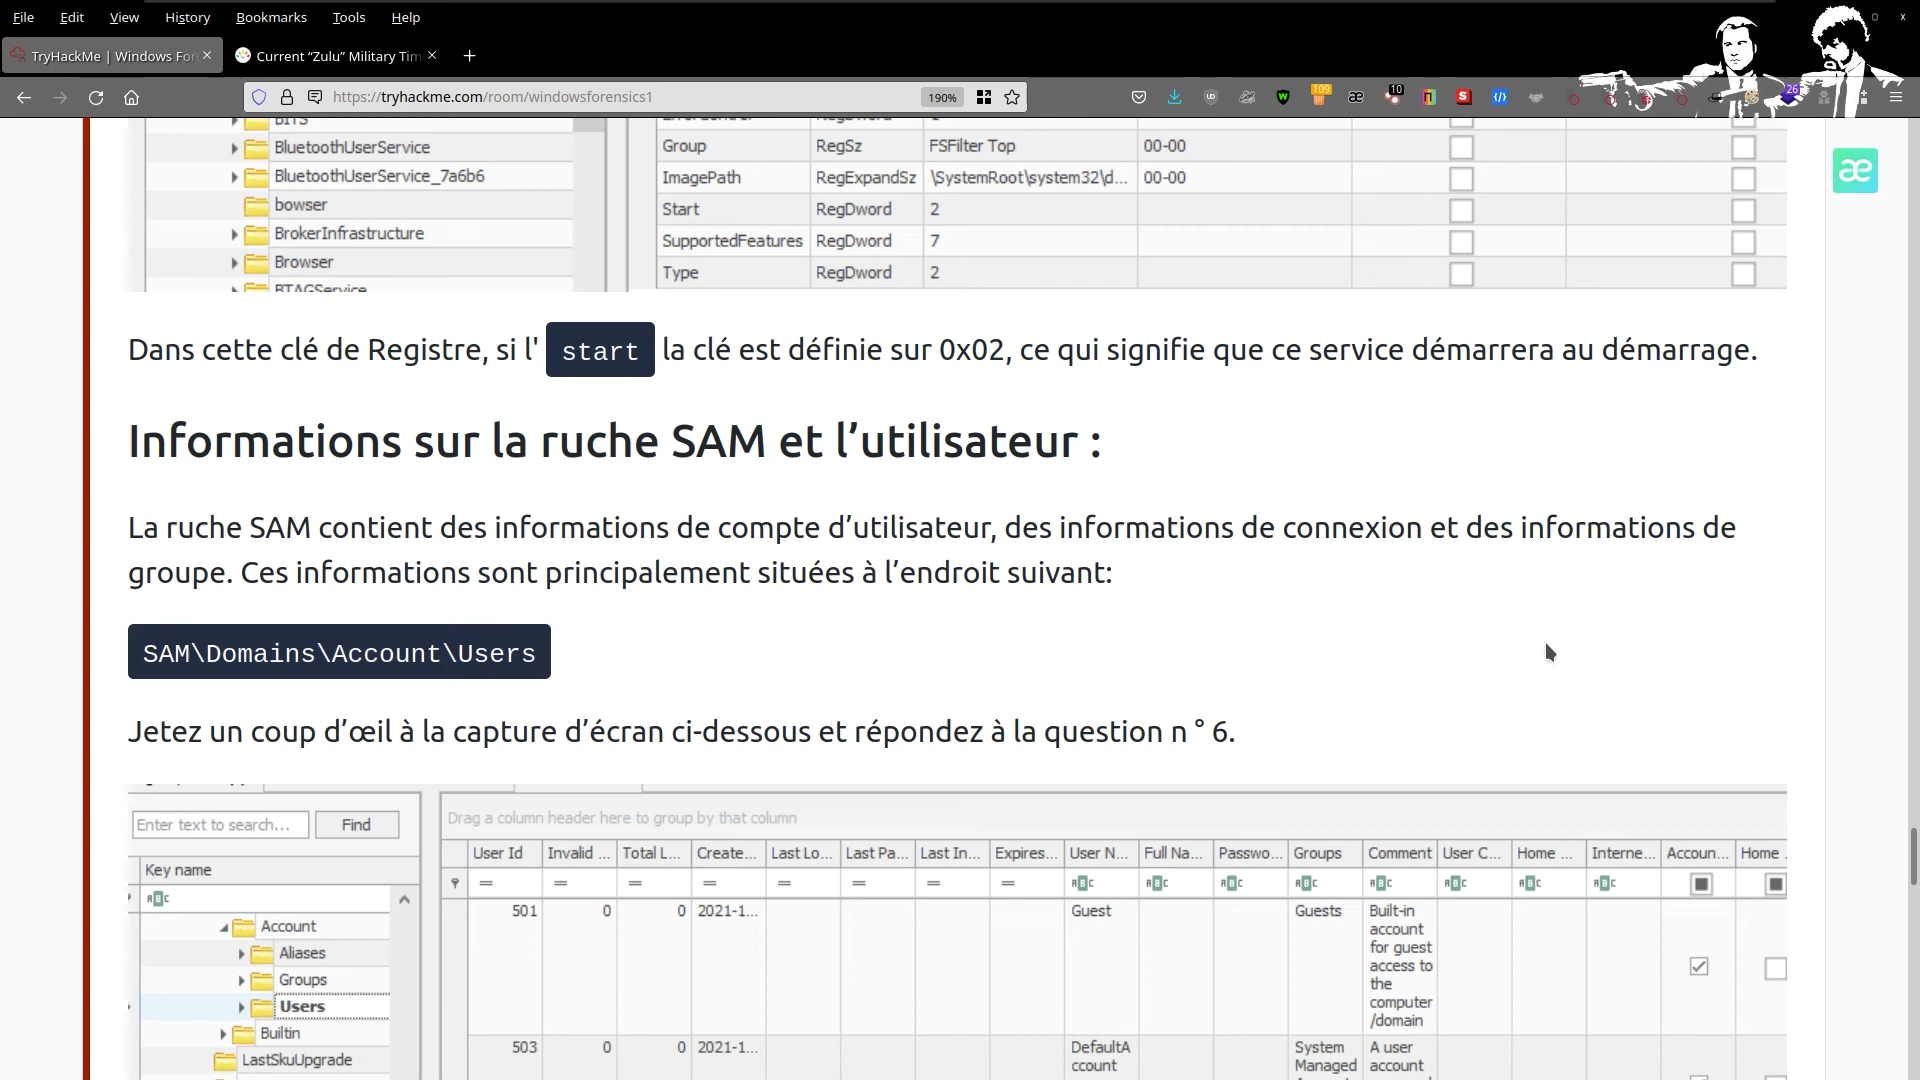 File Edit View History Bookmarks Tools Help
TryHackMe | Windows For
Current “Zulu” Military Tim
https://tryhackme.com/room/windowsforensics1
190%
109
10
26
BITS
BluetoothUserService
BluetoothUserService_7a6b6
bowser
BrokerInfrastructure
Browser
BTAGService
Group RegSz FSFilter Top 00-00
ImagePath RegExpandSz \SystemRoot\system32\d... 00-00
Start RegDword 2
SupportedFeatures RegDword 7
Type RegDword 2
Dans cette clé de Registre, si l' start la clé est définie sur 0x02, ce qui signifie que ce service démarrera au démarrage.
Informations sur la ruche SAM et l’utilisateur :
La ruche SAM contient des informations de compte d’utilisateur, des informations de connexion et des informations de
groupe. Ces informations sont principalement situées à l’endroit suivant:
SAM\Domains\Account\Users
Jetez un coup d’œil à la capture d’écran ci-dessous et répondez à la question n ° 6.
Enter text to search... Find
Key name
Account
Aliases
Groups
Users
Builtin
LastSkuUpgrade
Drag a column header here to group by that column
User Id Invalid ... Total L... Create... Last Lo... Last Pa... Last In... Expires... User N... Full Na... Passwo... Groups Comment User C... Home ... Interne... Accoun... Home
501 0 0 2021-1... Guest Guests Built-in
account
for guest
access to
the
computer
/domain
503 0 0 2021-1... DefaultA System A user
ccount Managed account